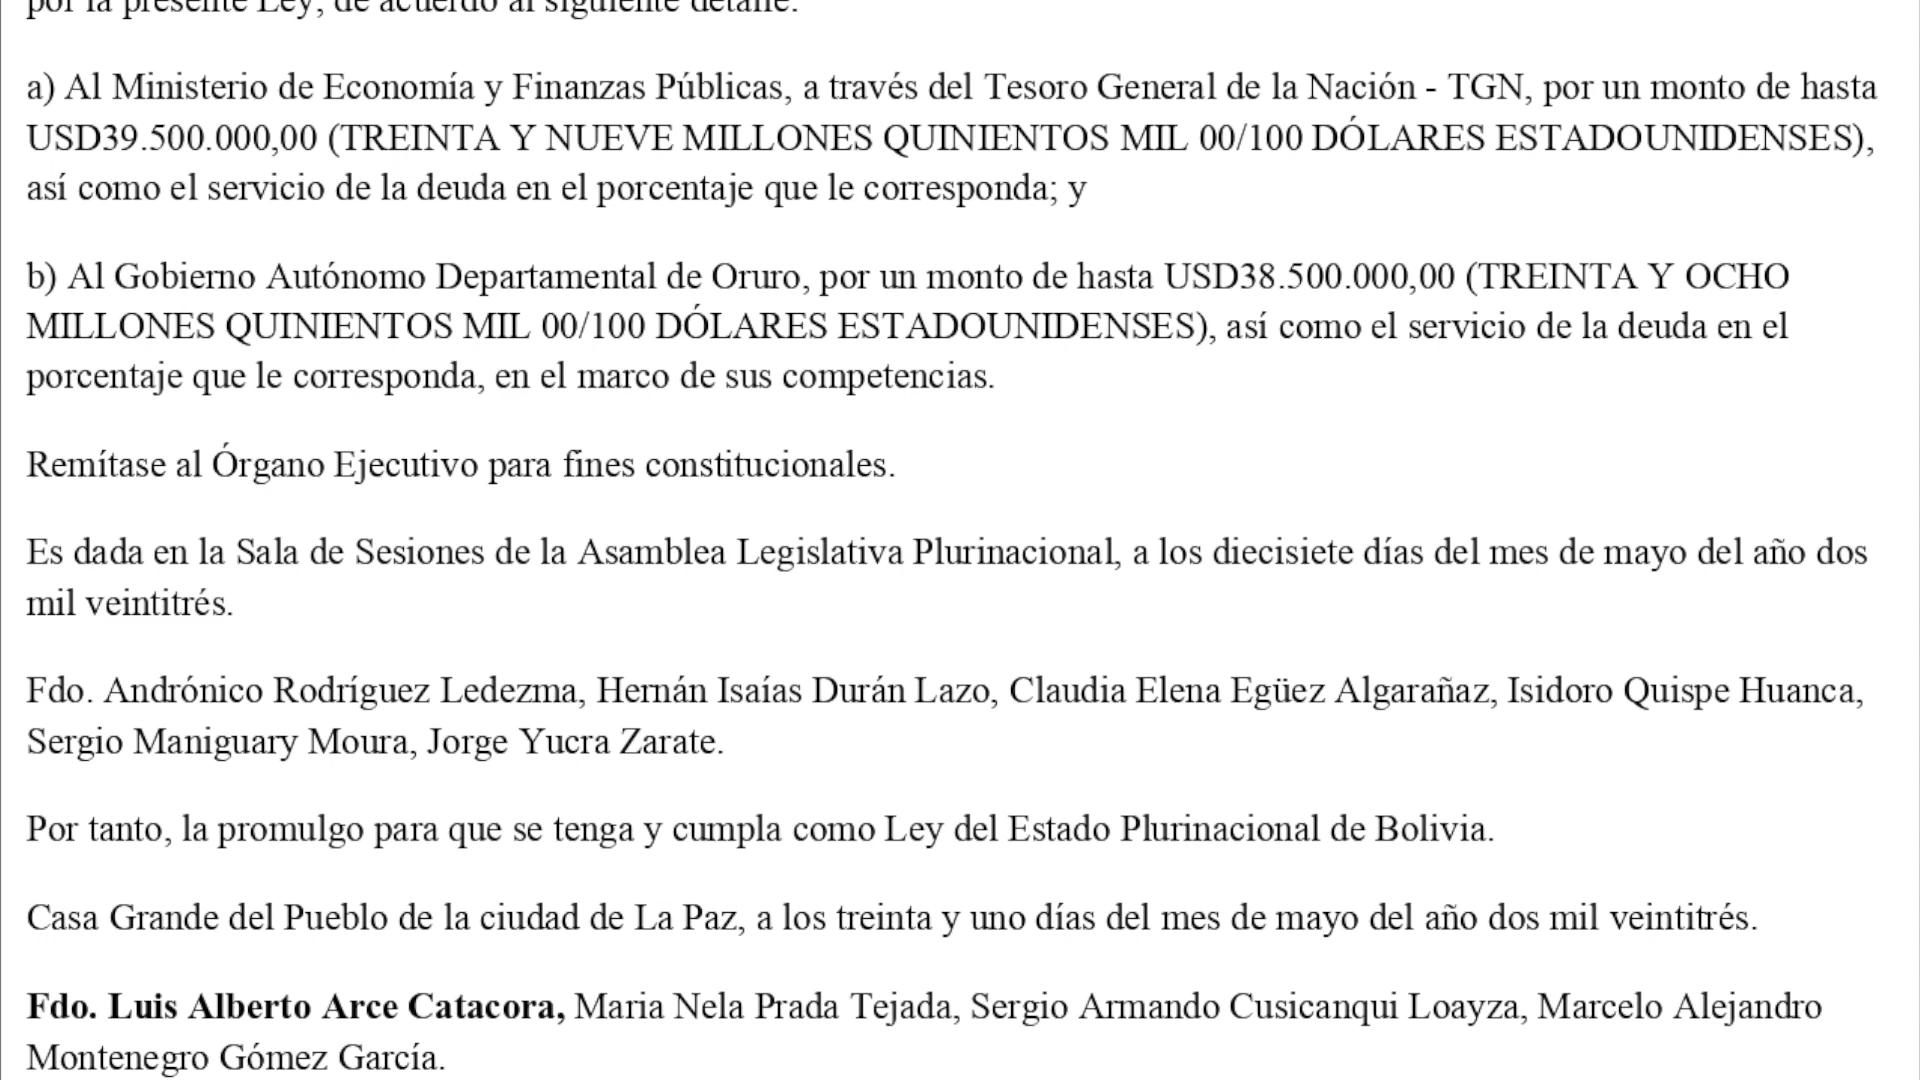 por la presente Ley, de acuerdo al siguiente detalle:
a) Al Ministerio de Economía y Finanzas Públicas, a través del Tesoro General de la Nación - TGN, por un monto de hasta
USD39.500.000,00 (TREINTA Y NUEVE MILLONES QUINIENTOS MIL 00/100 DÓLARES ESTADOUNIDENSES),
así como el servicio de la deuda en el porcentaje que le corresponda; y
b) Al Gobierno Autónomo Departamental de Oruro, por un monto de hasta USD38.500.000,00 (TREINTA Y OCHO
MILLONES QUINIENTOS MIL 00/100 DÓLARES ESTADOUNIDENSES), así como el servicio de la deuda en el
porcentaje que le corresponda, en el marco de sus competencias.
Remítase al Órgano Ejecutivo para fines constitucionales.
Es dada en la Sala de Sesiones de la Asamblea Legislativa Plurinacional, a los diecisiete días del mes de mayo del año dos
mil veintitrés.
Fdo. Andrónico Rodríguez Ledezma, Hernán Isaías Durán Lazo, Claudia Elena Egüez Algarañaz, Isidoro Quispe Huanca,
Sergio Maniguary Moura, Jorge Yucra Zarate.
Por tanto, la promulgo para que se tenga y cumpla como Ley del Estado Plurinacional de Bolivia.
Casa Grande del Pueblo de la ciudad de La Paz, a los treinta y uno días del mes de mayo del año dos mil veintitrés.
Fdo. Luis Alberto Arce Catacora, Maria Nela Prada Tejada, Sergio Armando Cusicanqui Loayza, Marcelo Alejandro
Montenegro Gómez García.